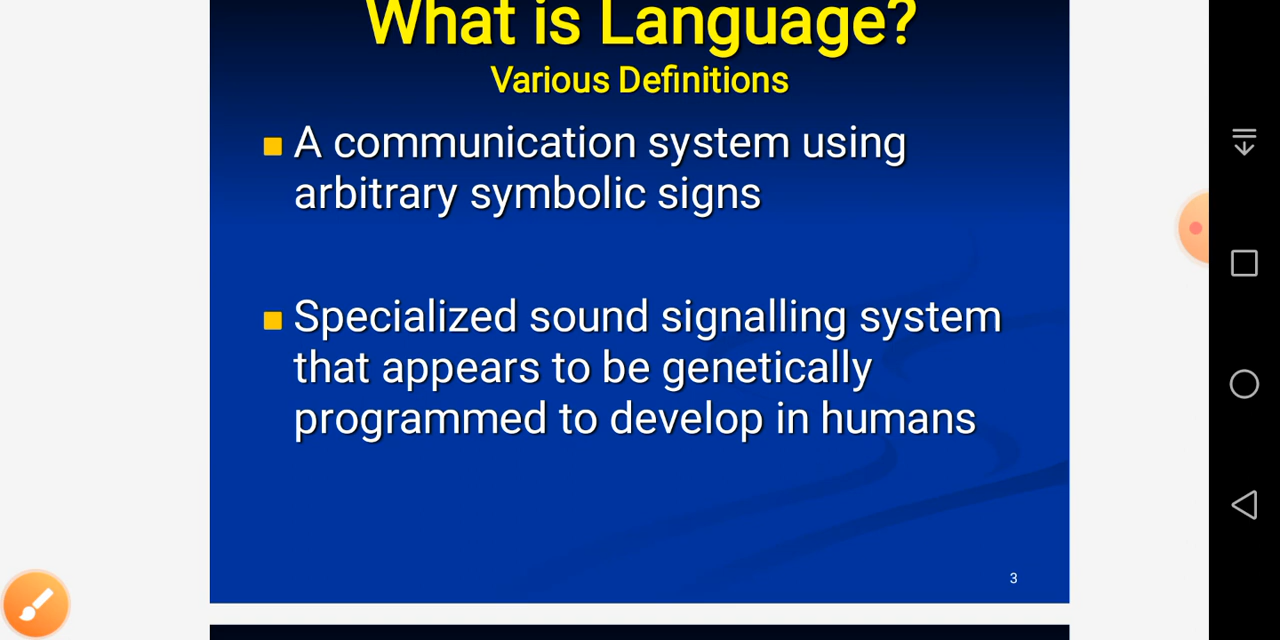 What is Language?
Various Definitions
A communication system using
arbitrary symbolic signs
Specialized sound signalling system
that appears to be genetically
programmed to develop in humans
3